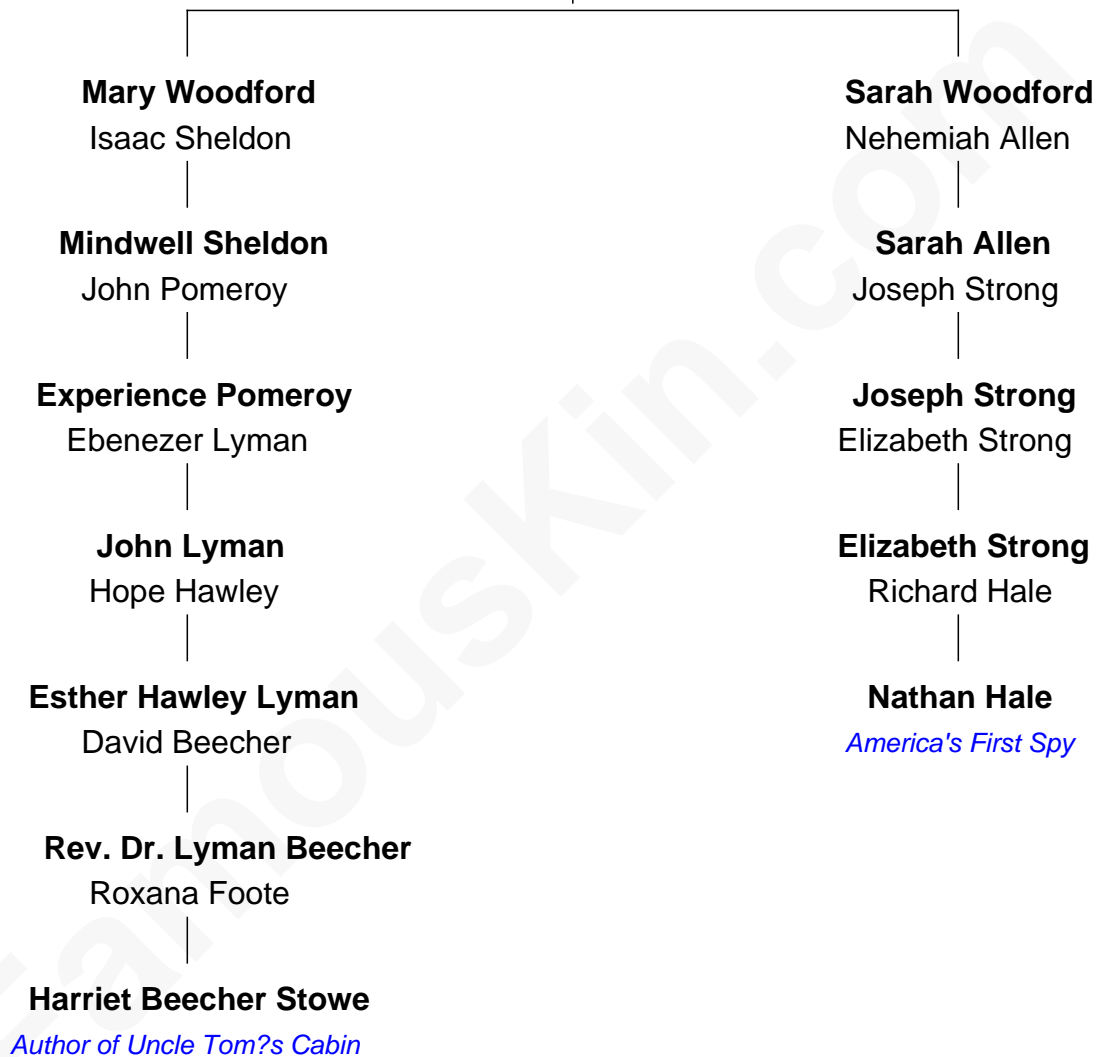 Mary Woodford
Isaac Sheldon
Mindwell Sheldon
John Pomeroy
Experience Pomeroy
Ebenezer Lyman
John Lyman
Hope Hawley
Esther Hawley Lyman
David Beecher
Rev. Dr. Lyman Beecher
Roxana Foote
Harriet Beecher Stowe
Author of Uncle Tom?s Cabin
Sarah Woodford
Nehemiah Allen
Sarah Allen
Joseph Strong
Joseph Strong
Elizabeth Strong
Elizabeth Strong
Richard Hale
Nathan Hale
America's First Spy
FamousKin.com